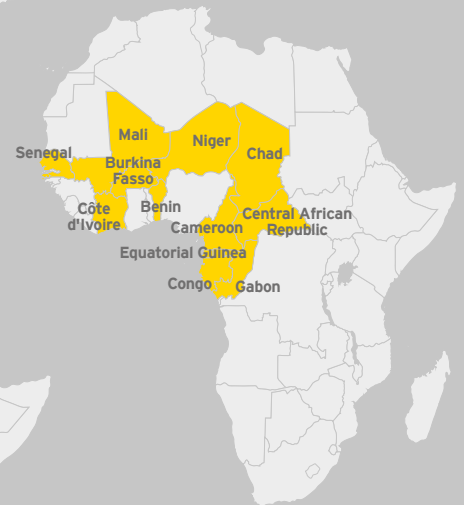 Mali
Niger
Chad
Senegal
Burkina
Fasso
Benin
Côte
d'Ivoire
Central African
Republic
Cameroon
Equatorial Guinea
Congo
Gabon